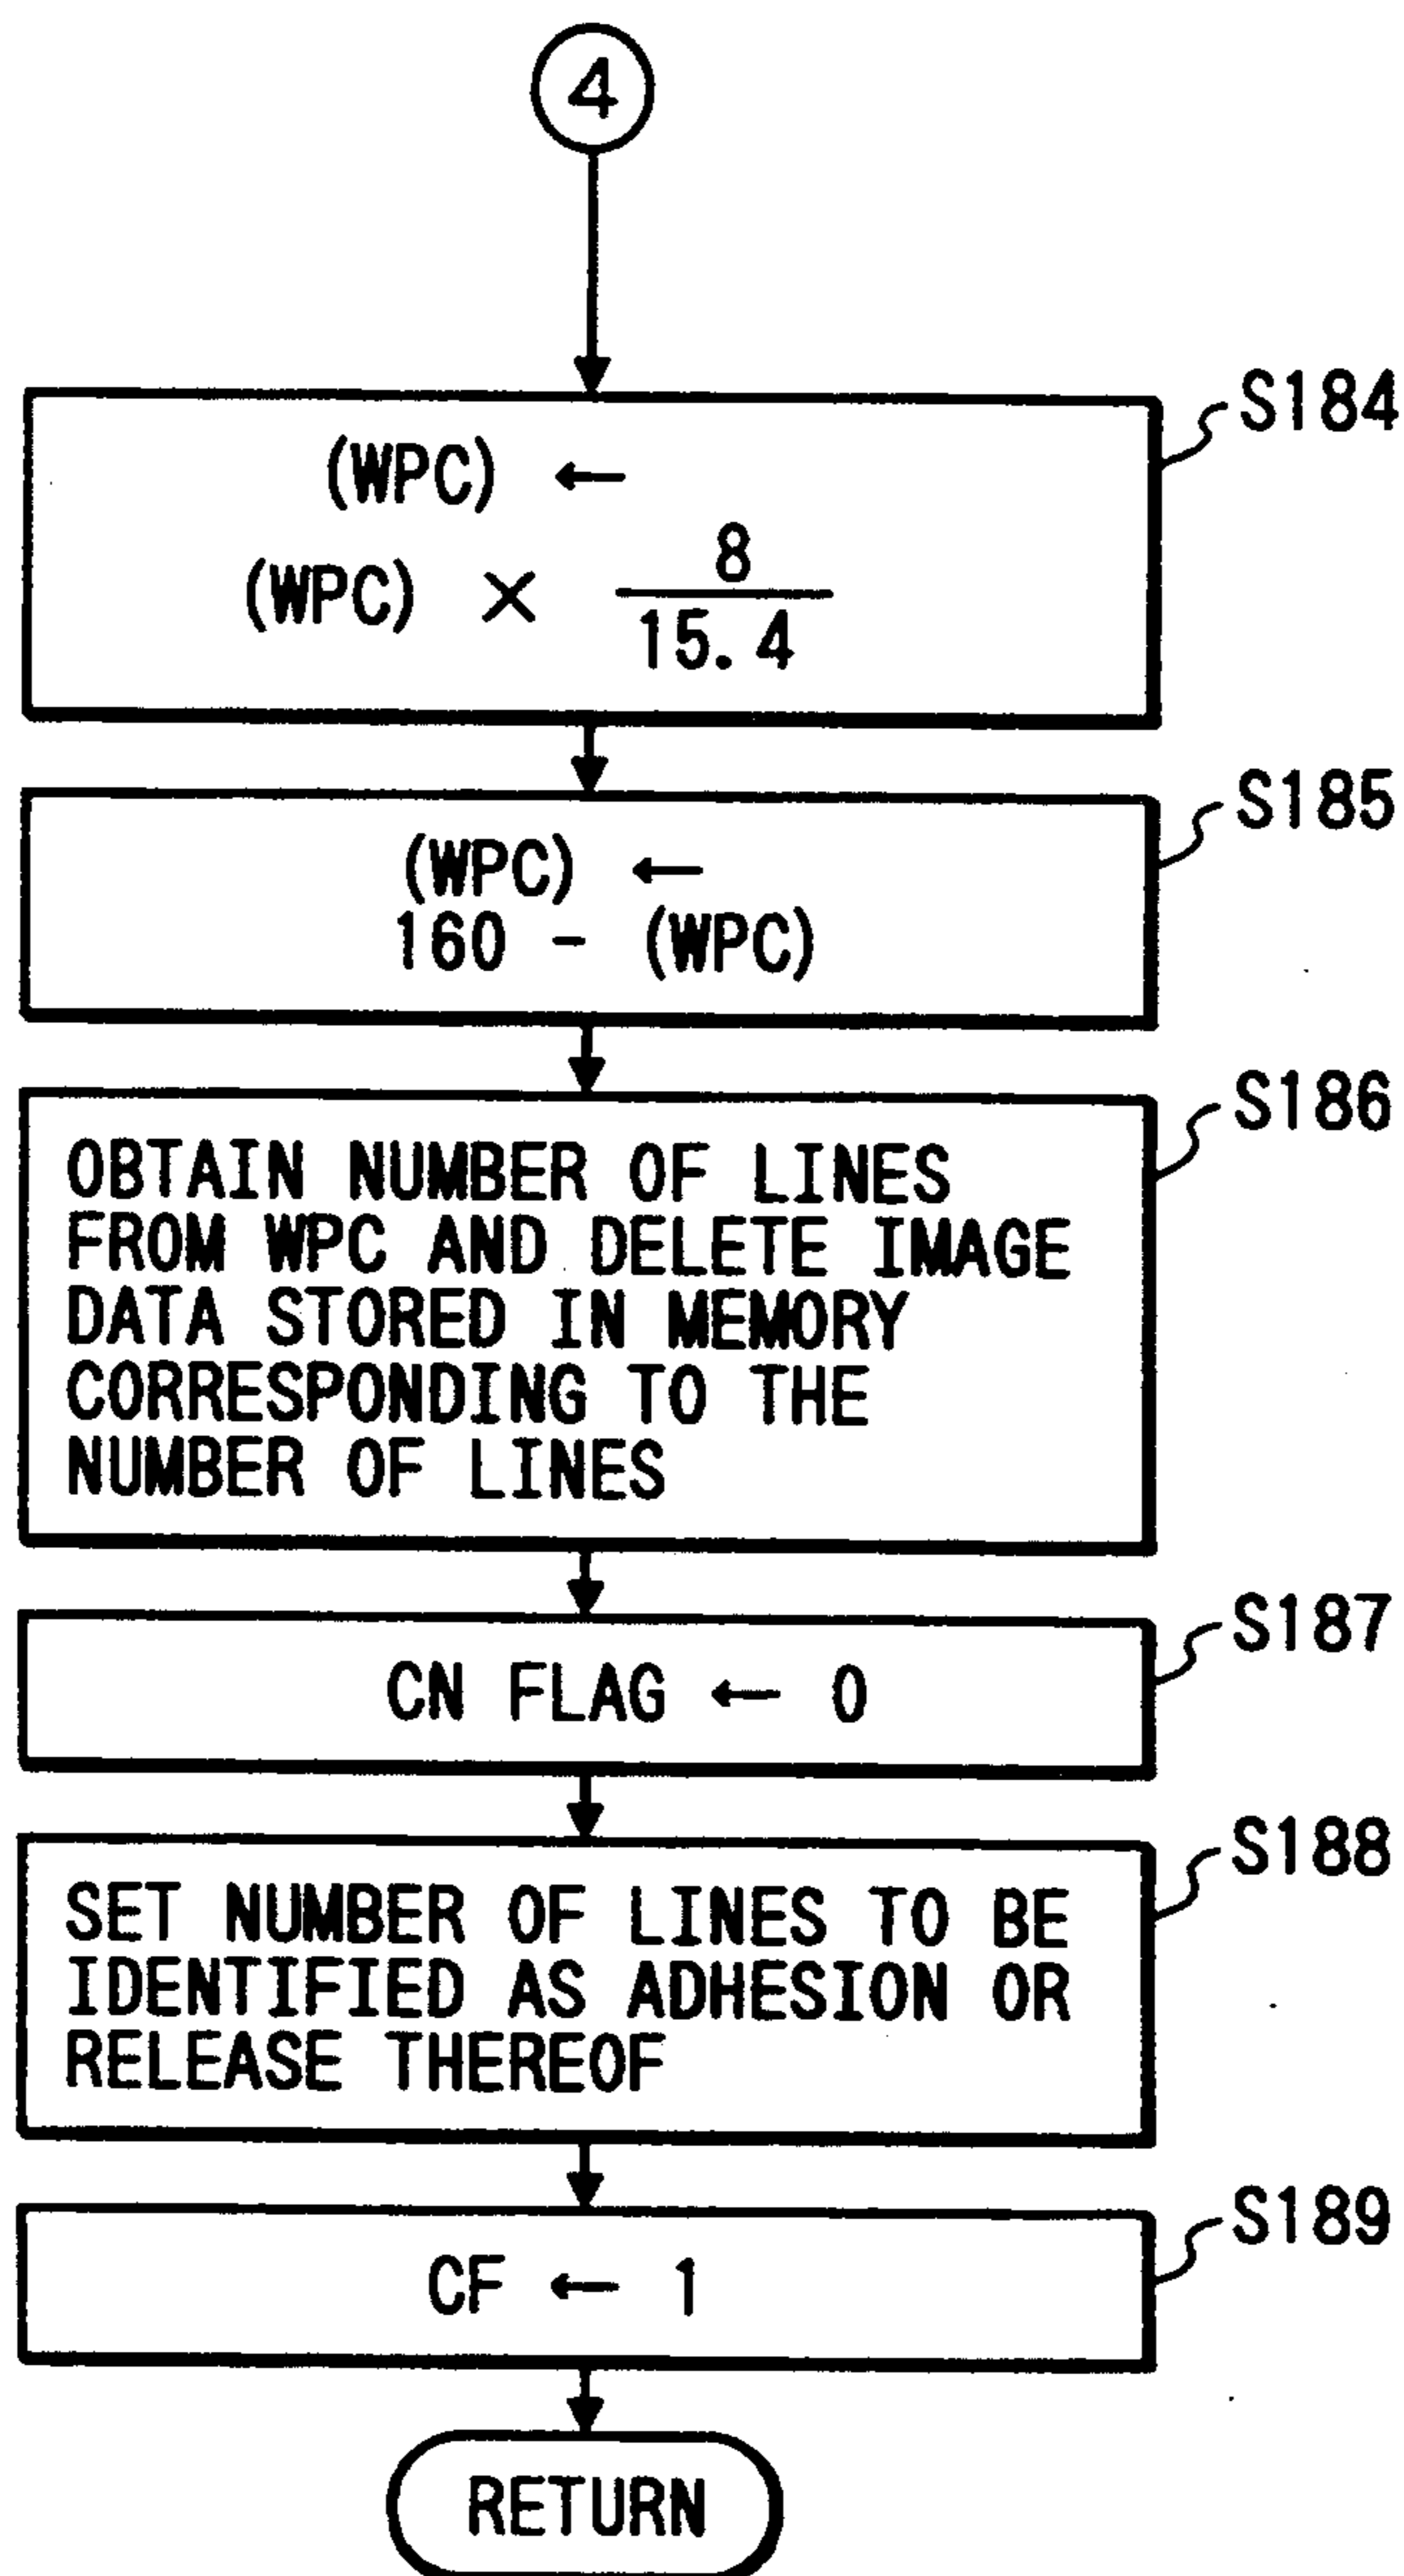 4
S184
(WPC) ←
(WPC) × 8
15.4
S185
(WPC) ←
160 - (WPC)
S186
OBTAIN NUMBER OF LINES
FROM WPC AND DELETE IMAGE
DATA STORED IN MEMORY
CORRESPONDING TO THE
NUMBER OF LINES
S187
CN FLAG ← 0
S188
SET NUMBER OF LINES TO BE
IDENTIFIED AS ADHESION OR
RELEASE THEREOF
S189
CF ← 1
RETURN